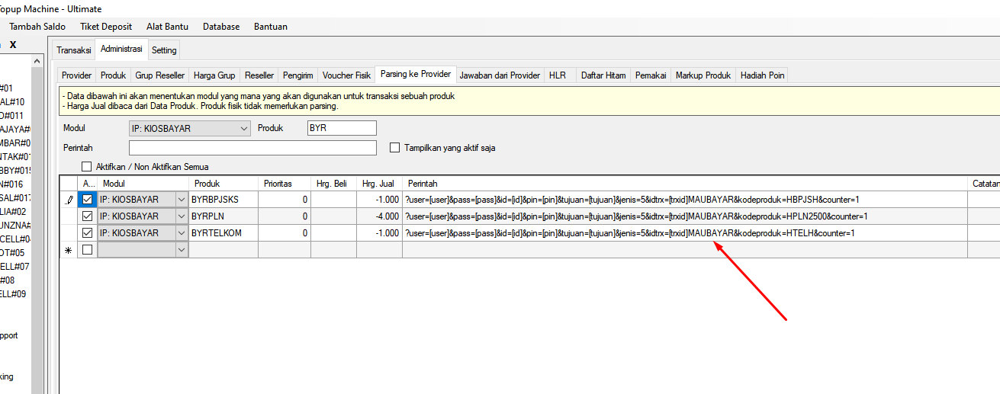 Topup Machine - Ultimate
Tambah Saldo Tiket Deposit Alat Bantu Database Bantuan
X
Transaksi Administrasi Setting
Provider Produk Grup Reseller Harga Grup Reseller Pengirim Voucher Fisik Parsing ke Provider Jawaban dari Provider HLR Daftar Hitam Pemakai Markup Produk Hadiah Poin
- Data dibawah ini akan menentukan modul yang mana yang akan digunakan untuk transaksi sebuah produk
- Harga Jual dibaca dari Data Produk. Produk fisik tidak memerlukan parsing.
Modul IP: KIOSBAYAR Produk BYR
Perintah Tampilkan yang aktif saja
Aktifkan / Non Aktifkan Semua
A... Modul Produk Prioritas Hrg. Beli Hrg. Jual Perintah Catatan
IP: KIOSBAYAR BYRBPJSKS 0 -1.000 ?user=[user]&pass=[pass]&id=[id]&pin=[pin]&tujuan=[tujuan]&jenis=5&idtrx=[trxid]MAUBAYAR&kodeproduk=HBPJSH&counter=1
IP: KIOSBAYAR BYRPLN 0 -4.000 ?user=[user]&pass=[pass]&id=[id]&pin=[pin]&tujuan=[tujuan]&jenis=5&idtrx=[trxid]MAUBAYAR&kodeproduk=HPLN2500&counter=1
IP: KIOSBAYAR BYRTELKOM 0 -1.000 ?user=[user]&pass=[pass]&id=[id]&pin=[pin]&tujuan=[tujuan]&jenis=5&idtrx=[trxid]MAUBAYAR&kodeproduk=HTELH&counter=1
#01
AL#10
D#011
AJAYA#
MBAR#0
NTAK#01
BBY#015
N#016
SAL#017
LIA#02
UNZNA#
CELL#04
OT#05
ELL#07
#08
ELL#09
pport
king